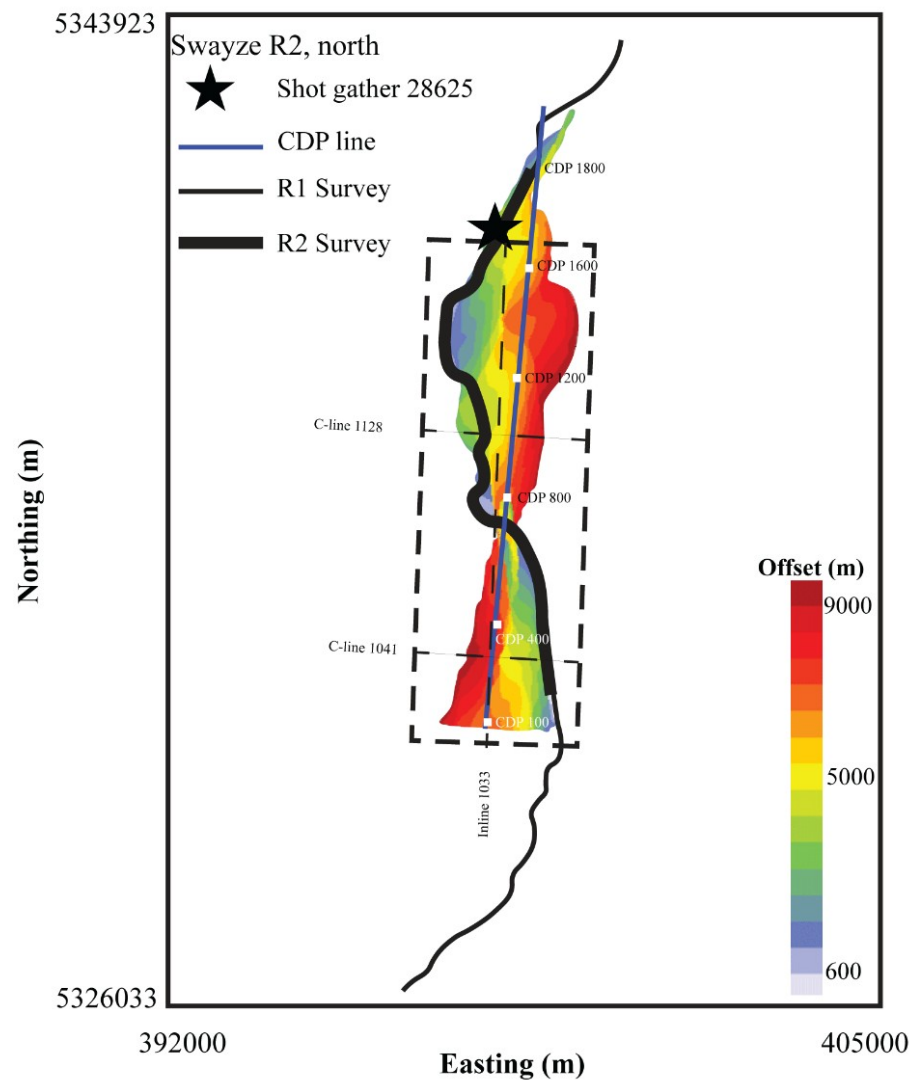 5343923
Swayze R2, north
Shot gather 28625
CDP line
R1 Survey
R2 Survey
CDP 1800
CDP 1600
CDP 1200
C-line 1128
CDP 800
Northing (m)
Offset (m)
9000
CDP 400
C-line 1041
CDP 100
5000
Inline 1033
600
5326033
392000
405000
Easting (m)